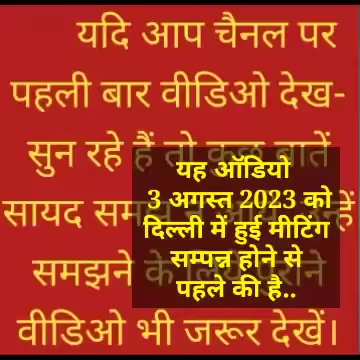 यदि आप चैनल पर
पहली बार वीडियो देख-
सुन रहे हैं तो कुछ बातें
सायद
समझने के लिये पुराने
वीडियो भी जरूर देखें।
यह ऑडियो
3 अगस्त 2023 को
दिल्ली में हुई मीटिंग
सम्पन्न होने से
पहले की है..